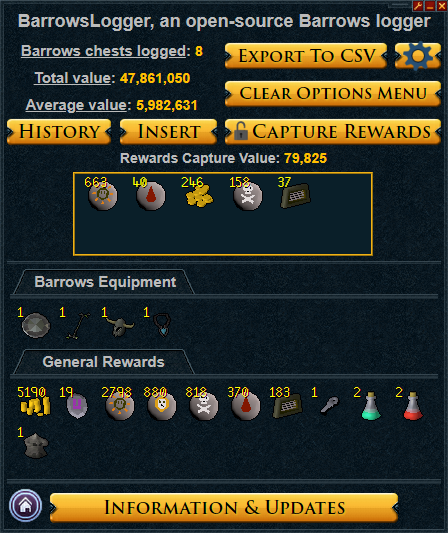 BarrowsLogger, an open-source Barrows logger
Barrows chests logged: 8
EXPORT TO CSV
Total value: 47,861,050
CLEAR OPTIONS MENU
Average value: 5,982,631
HISTORY INSERT CAPTURE REWARDS
Rewards Capture Value: 79,825
663 40 246 158 37
Barrows Equipment
1 1 1 1
General Rewards
5190 19 2798 880 818 370 183 1 2 2
1
INFORMATION & UPDATES